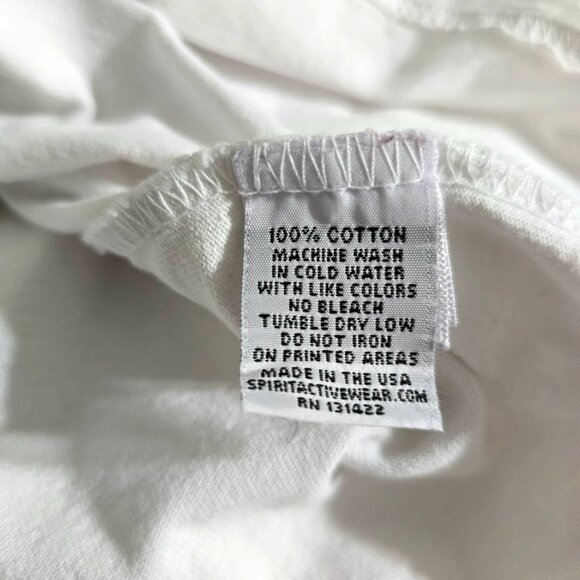 100% COTTON
MACHINE WASH
IN COLD WATER
WITH LIKE COLORS
NO BLEACH
TUMBLE DRY LOW
DO NOT IRON
ON PRINTED AREAS
MADE IN THE USA
SPIRITACTIVEWEAR.COM
RN 131422